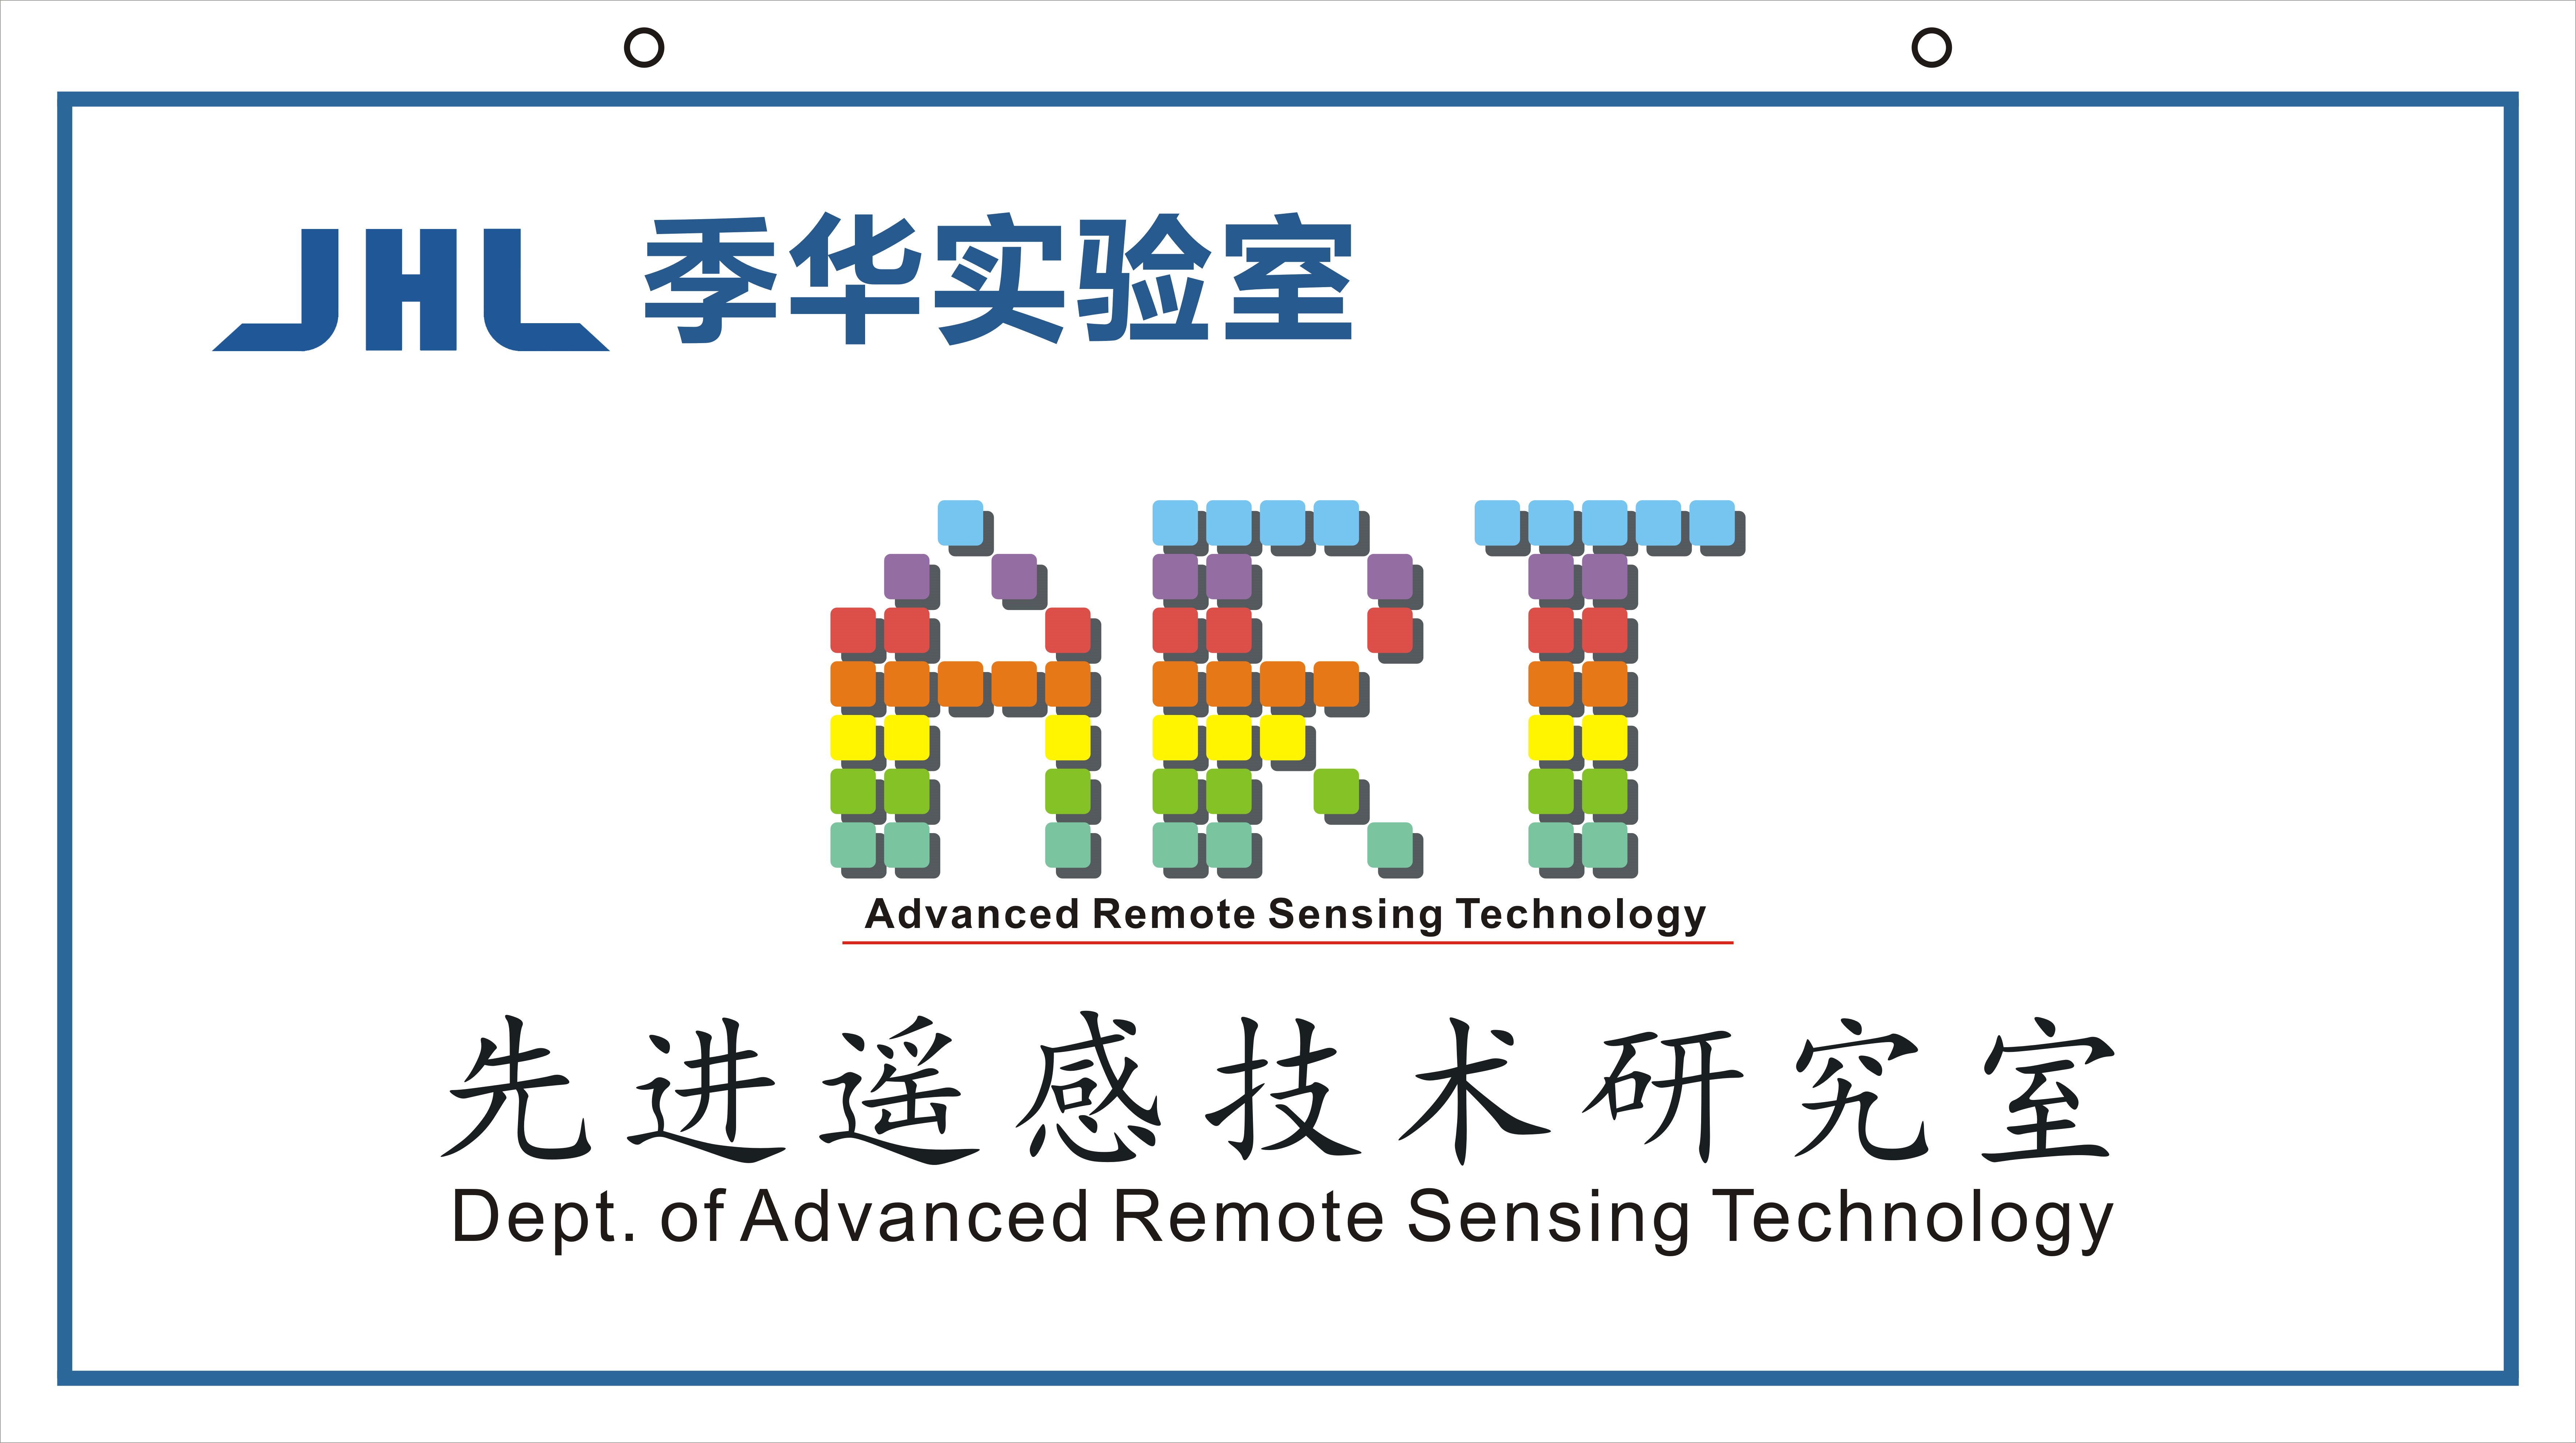 JHL 季华实验室
ART
Advanced Remote Sensing Technology
先进遥感技术研究室
Dept. of Advanced Remote Sensing Technology